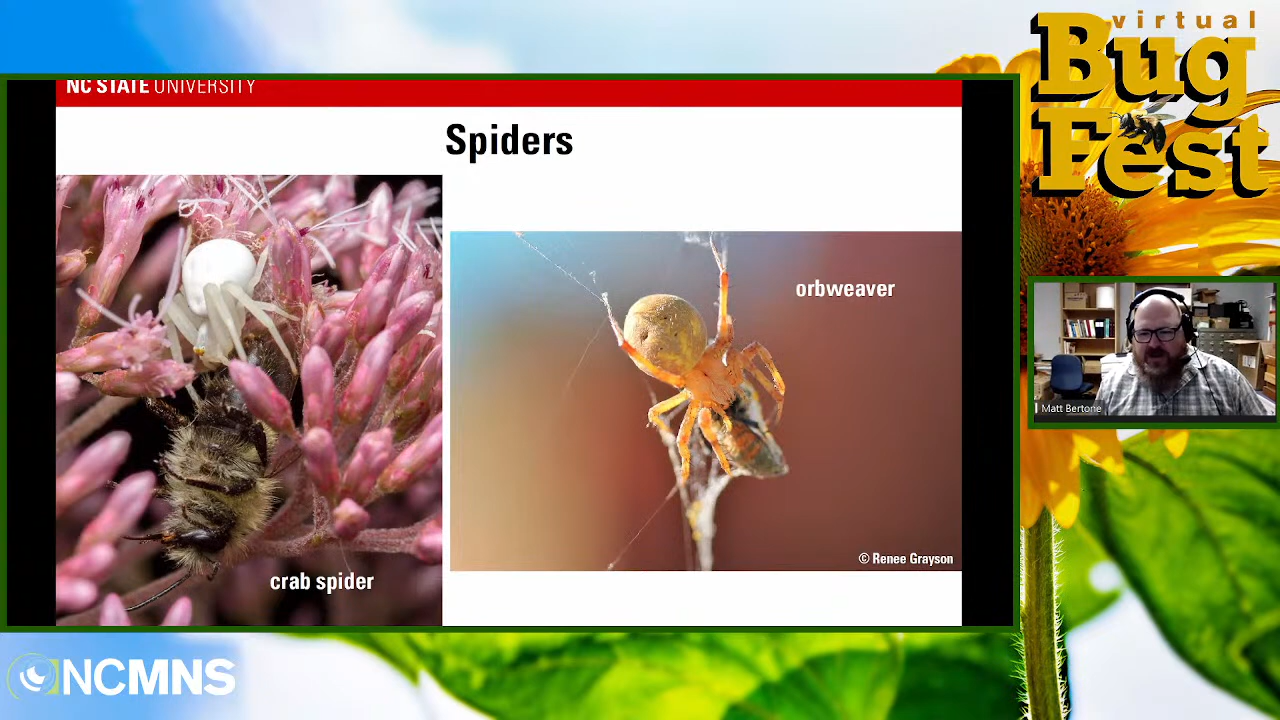 virtual
Bug
Fest
NC STATE UNIVERSITY
Spiders
orbweaver
© Renee Grayson
crab spider
Matt Bertone
NCMNS